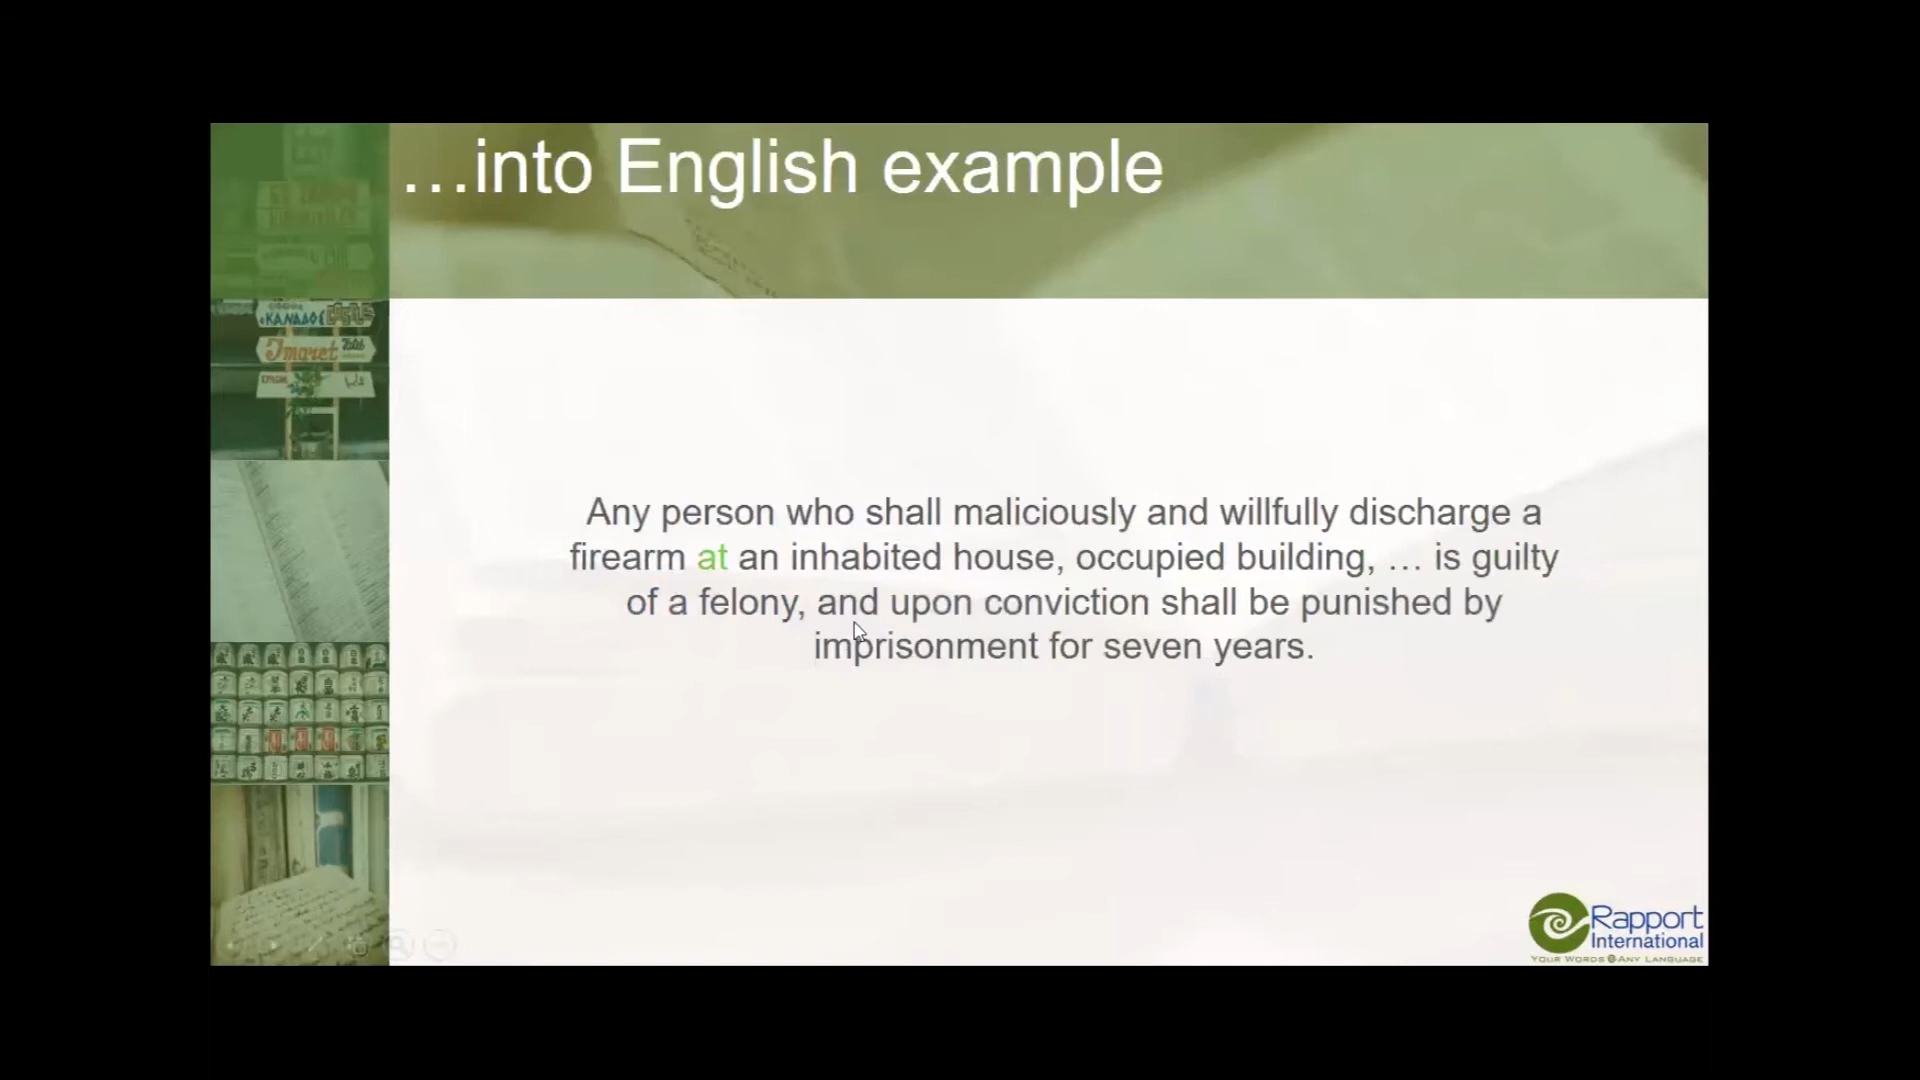 …into English example
ΚΑΝΑΔΟΣ
Imaret
Any person who shall maliciously and willfully discharge a
firearm at an inhabited house, occupied building, … is guilty
of a felony, and upon conviction shall be punished by
imprisonment for seven years.
Rapport
International
YOUR WORDS ANY LANGUAGE